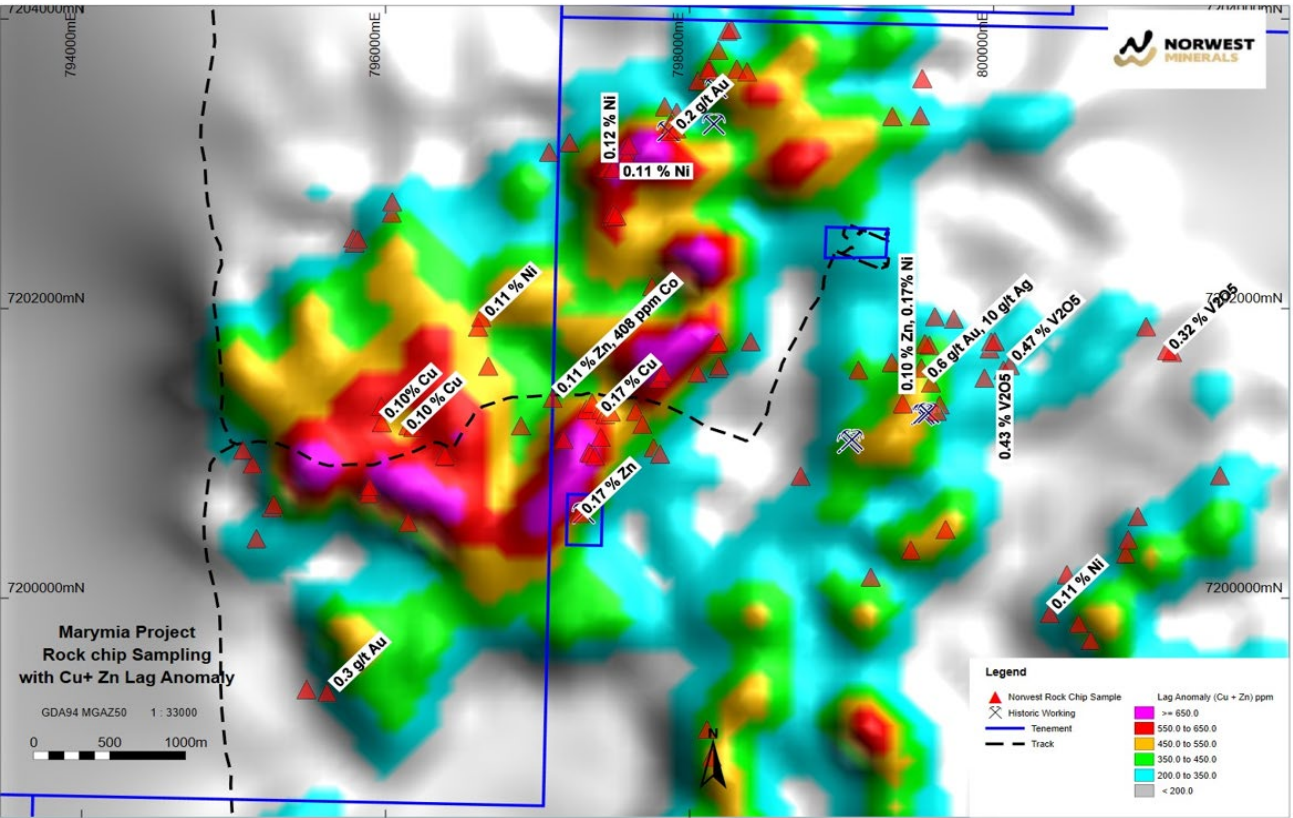 7204000mN
7204000mN
794000mE
796000mE
798000mE
800000mE
NORWEST
MINERALS
0.2 g/t Au
0.12 % Ni
0.11 % Ni
0.11 % Ni
7202000mN
7202000mN
0.11 % Zn, 408 ppm Co
0.10 % Zn, 0.17% Ni
0.6 g/t Au, 10 g/t Ag
0.47 % V2O5
0.32 % V2O5
0.10% Cu
0.10 % Cu
0.17 % Cu
0.43 % V2O5
0.17 % Zn
7200000mN
7200000mN
0.11 % Ni
0.3 g/t Au
Marymia Project
Rock chip Sampling
with Cu+ Zn Lag Anomaly
GDA94 MGAZ50 1 : 33000
0 500 1000m
N
Legend
Norwest Rock Chip Sample
Historic Working
Tenement
Track
Lag Anomaly (Cu + Zn) ppm
>= 650.0
550.0 to 650.0
450.0 to 550.0
350.0 to 450.0
200.0 to 350.0
< 200.0